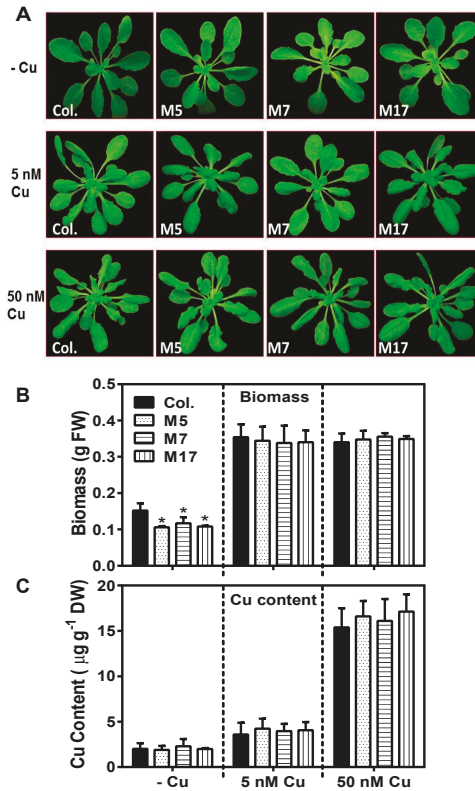 A
- Cu
Col. M5 M7 M17
5 nM
Cu
Col. M5 M7 M17
50 nM
Cu
Col. M5 M7 M17
B
Biomass (g FW)
0.5
0.4
0.3
0.2
0.1
0.0
Col.
M5
M7
M17
Biomass
* * *
C
Cu Content ( µg g⁻¹ DW)
20
15
10
5
0
Cu content
- Cu 5 nM Cu 50 nM Cu